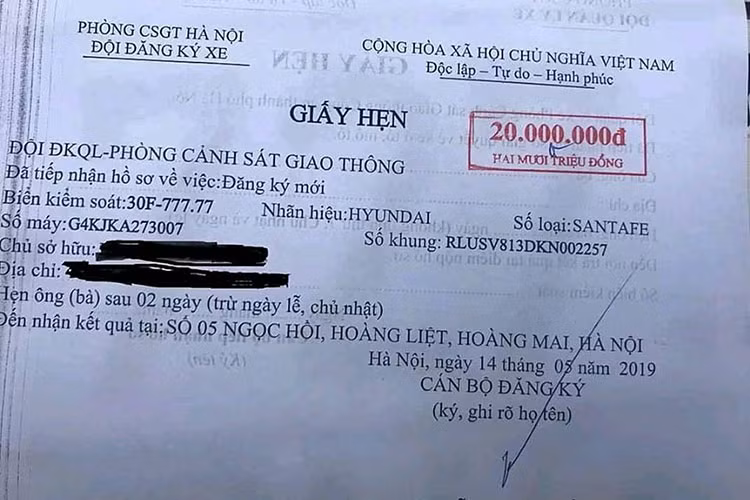 PHÒNG CSGT HÀ NỘI
ĐỘI ĐĂNG KÝ XE
CỘNG HÒA XÃ HỘI CHỦ NGHĨA VIỆT NAM
Độc lập – Tự do – Hạnh phúc
GIẤY HẸN
20.000.000đ
HAI MƯƠI TRIỆU ĐỒNG
ĐỘI ĐKQL-PHÒNG CẢNH SÁT GIAO THÔNG
Đã tiếp nhận hồ sơ về việc:Đăng ký mới
Biển kiểm soát:30F-777.77 Nhãn hiệu:HYUNDAI Số loại:SANTAFE
Số máy:G4KJKA273007 Số khung: RLUSV813DKN002257
Chủ sở hữu:
Địa chỉ:
Hẹn ông (bà) sau 02 ngày (trừ ngày lễ, chủ nhật)
Đến nhận kết quả tại: SỐ 05 NGỌC HỒI, HOÀNG LIỆT, HOÀNG MAI, HÀ NỘI
Hà Nội, ngày 14 tháng 05 năm 2019
CÁN BỘ ĐĂNG KÝ
(ký, ghi rõ họ tên)